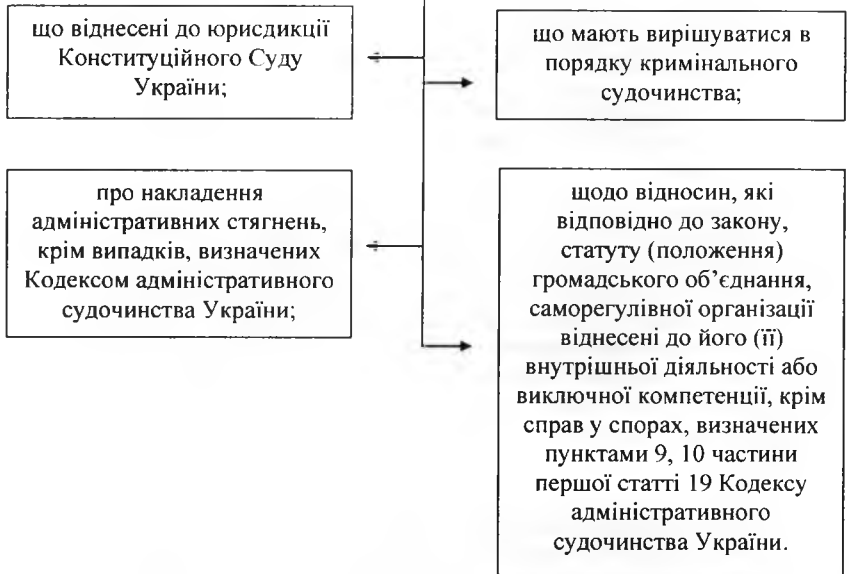 що віднесені до юрисдикції
Конституційного Суду
України;
що мають вирішуватися в
порядку кримінального
судочинства;
про накладення
адміністративних стягнень,
крім випадків, визначених
Кодексом адміністративного
судочинства України;
щодо відносин, які
відповідно до закону,
статуту (положення)
громадського об’єднання,
саморегулівної організації
віднесені до його (її)
внутрішньої діяльності або
виключної компетенції, крім
справ у спорах, визначених
пунктами 9, 10 частини
першої статті 19 Кодексу
адміністративного
судочинства України.